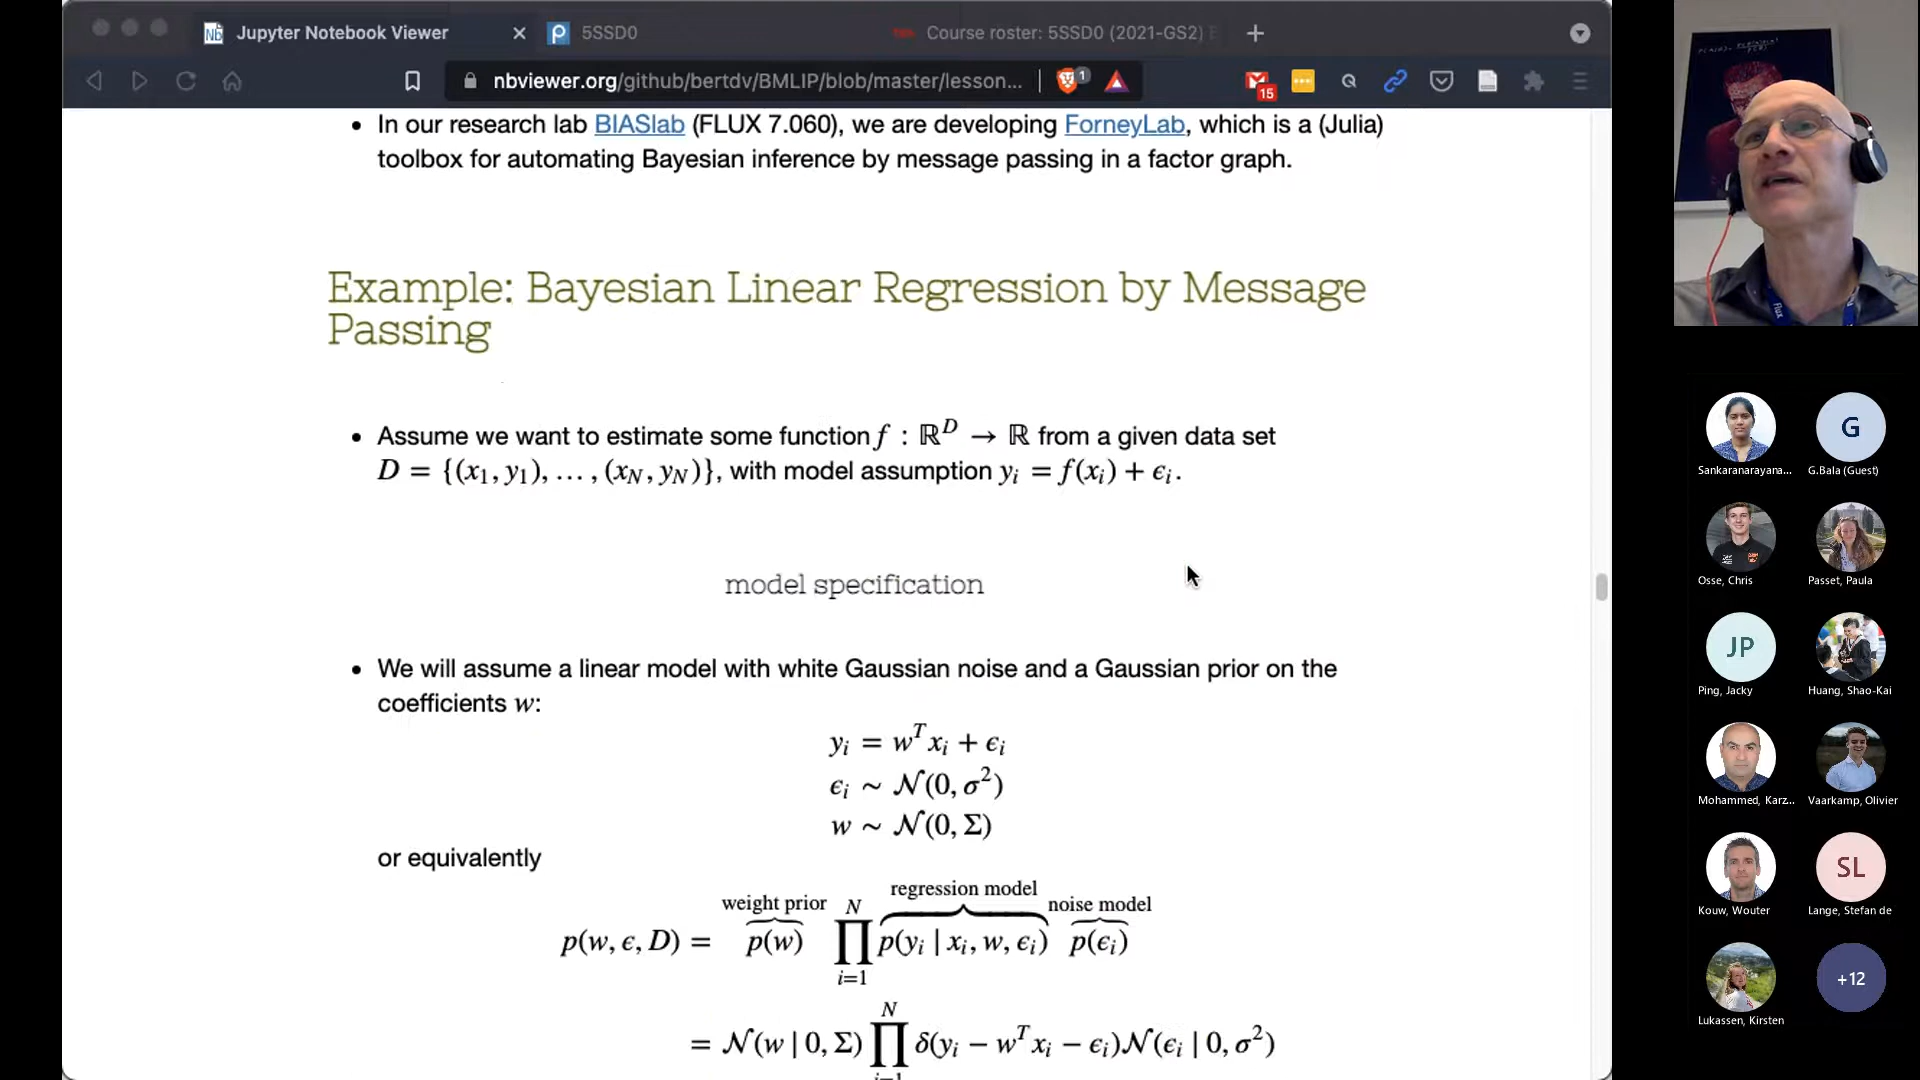 Jupyter Notebook Viewer
5SSD0
Course roster: 5SSD0 (2021-GS2)
nbviewer.org/github/bertdv/BMLIP/blob/master/lesson...
1
15
• In our research lab BIASlab (FLUX 7.060), we are developing ForneyLab, which is a (Julia)
toolbox for automating Bayesian inference by message passing in a factor graph.
Example: Bayesian Linear Regression by Message
Passing
• Assume we want to estimate some function f : ℝ^D → ℝ from a given data set
D = {(x₁, y₁), … , (x_N, y_N)}, with model assumption y_i = f(x_i) + ϵ_i.
model specification
• We will assume a linear model with white Gaussian noise and a Gaussian prior on the
coefficients w:
y_i = w^T x_i + ϵ_i
ϵ_i ∼ 𝒩(0, σ²)
w ∼ 𝒩(0, Σ)
or equivalently
weight prior regression model noise model
p(w, ϵ, D) = p(w) ∏_{i=1}^N p(y_i | x_i, w, ϵ_i) p(ϵ_i)
= 𝒩(w | 0, Σ) ∏_{i=1}^N δ(y_i − w^T x_i − ϵ_i)𝒩(ϵ_i | 0, σ²)
Flux
Sankaranarayana...
G
G.Bala (Guest)
Osse, Chris
Passet, Paula
JP
Ping, Jacky
Huang, Shao-Kai
Mohammed, Karz...
Vaarkamp, Olivier
Kouw, Wouter
SL
Lange, Stefan de
Lukassen, Kirsten
+12